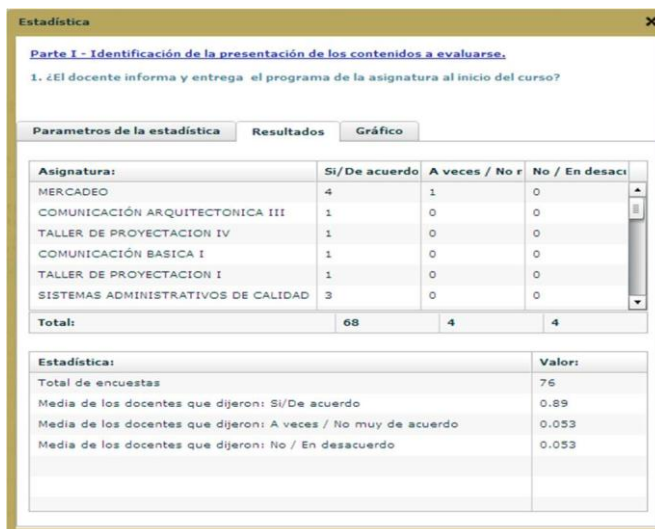 Estadística
Parte I - Identificación de la presentación de los contenidos a evaluarse.
1. ¿El docente informa y entrega el programa de la asignatura al inicio del curso?
Parametros de la estadística Resultados Gráfico
Asignatura: Si/De acuerdo A veces / No r No / En desacu
MERCADEO 4 1 0
COMUNICACIÓN ARQUITECTONICA III 1 0 0
TALLER DE PROYECTACION IV 1 0 0
COMUNICACIÓN BASICA I 1 0 0
TALLER DE PROYECTACION I 1 0 0
SISTEMAS ADMINISTRATIVOS DE CALIDAD 3 0 0
Total: 68 4 4
Estadística: Valor:
Total de encuestas 76
Media de los docentes que dijeron: Si/De acuerdo 0.89
Media de los docentes que dijeron: A veces / No muy de acuerdo 0.053
Media de los docentes que dijeron: No / En desacuerdo 0.053